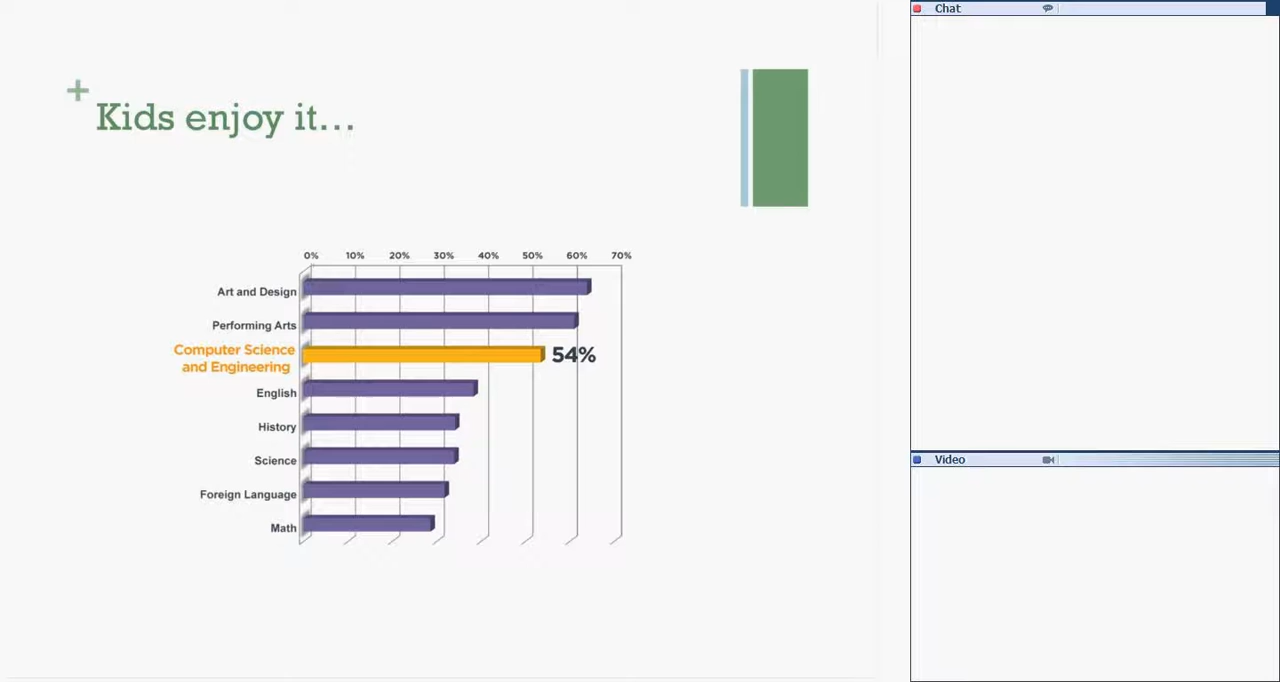 Chat
+
Kids enjoy it...
0% 10% 20% 30% 40% 50% 60% 70%
Art and Design
Performing Arts
Computer Science
and Engineering
54%
English
History
Science
Foreign Language
Math
Video